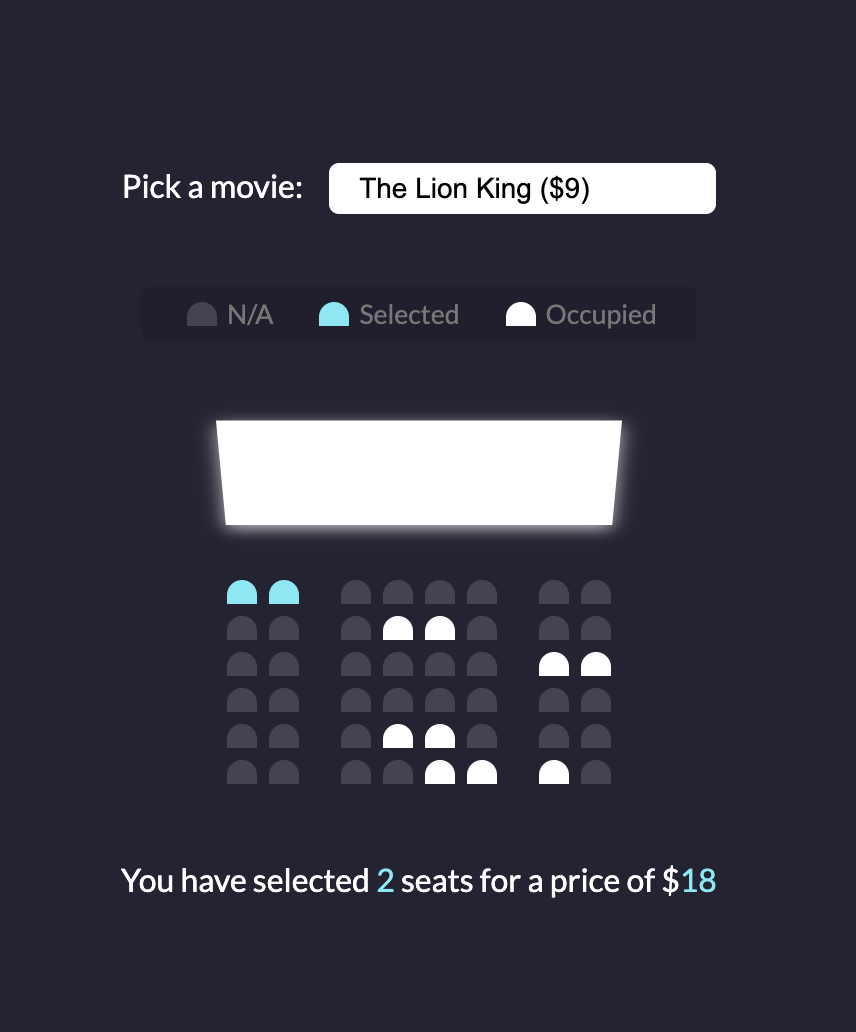 Pick a movie: The Lion King ($9)
N/A Selected Occupied
You have selected 2 seats for a price of $18